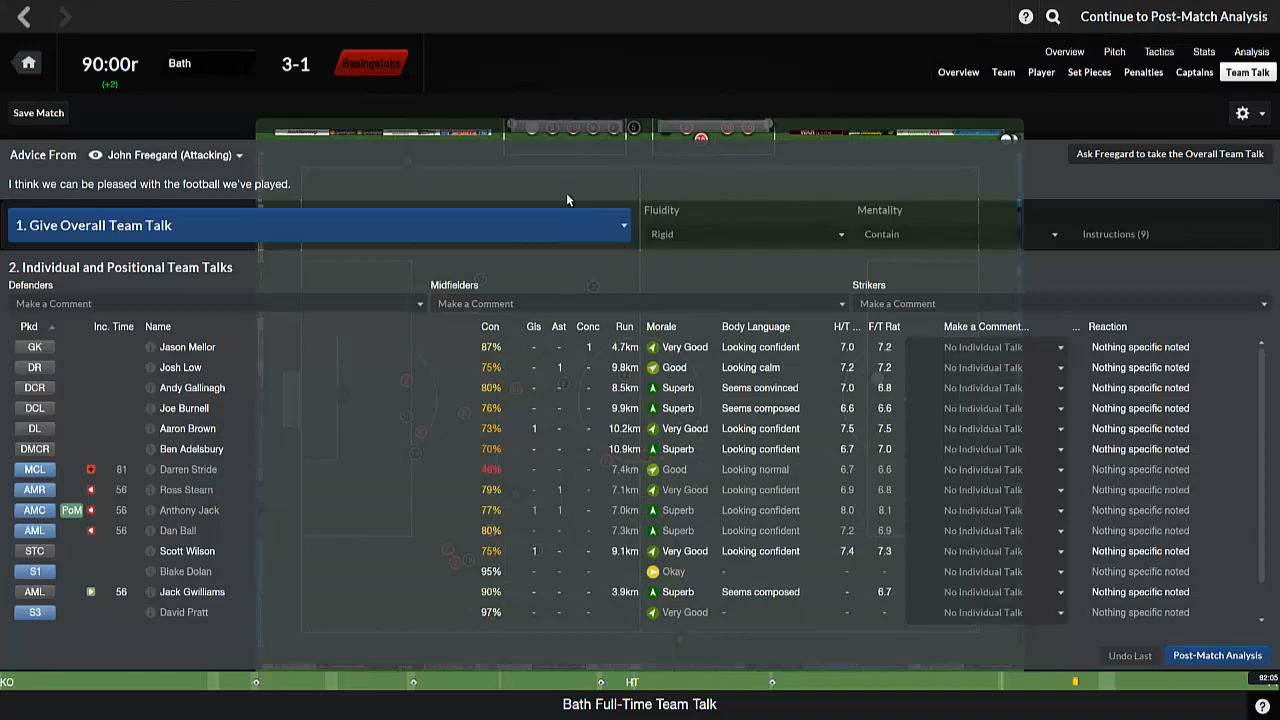 Continue to Post-Match Analysis
90:00r Bath 3-1 Basingstoke
(+2)
Overview Pitch Tactics Stats Analysis
Overview Team Player Set Pieces Penalties Captains Team Talk
Save Match
Advice From John Freegard (Attacking) Ask Freegard to take the Overall Team Talk
I think we can be pleased with the football we've played.
1. Give Overall Team Talk
Fluidity Mentality
Rigid Contain Instructions (9)
2. Individual and Positional Team Talks
Defenders Midfielders Strikers
Make a Comment Make a Comment Make a Comment
Pkd Inc. Time Name Con Gls Ast Conc Run Morale Body Language H/T ... F/T Rat Make a Comment... ... Reaction
GK Jason Mellor 87% - - 1 4.7km Very Good Looking confident 7.0 7.2 No Individual Talk Nothing specific noted
DR Josh Low 75% - 1 - 9.8km Good Looking calm 7.2 7.2 No Individual Talk Nothing specific noted
DCR Andy Gallinagh 80% - - - 8.5km Superb Seems convinced 7.0 6.8 No Individual Talk Nothing specific noted
DCL Joe Burnell 76% - - - 9.9km Superb Seems composed 6.6 6.6 No Individual Talk Nothing specific noted
DL Aaron Brown 73% 1 - - 10.2km Very Good Looking confident 7.5 7.5 No Individual Talk Nothing specific noted
DMCR Ben Adelsbury 70% - - - 10.9km Superb Looking confident 6.7 7.0 No Individual Talk Nothing specific noted
MCL 81 Darren Stride 46% - - - 7.4km Good Looking normal 6.7 6.6 No Individual Talk Nothing specific noted
AMR 56 Ross Stearn 79% - 1 - 7.1km Very Good Looking confident 6.9 6.8 No Individual Talk Nothing specific noted
AMC PoM 56 Anthony Jack 77% 1 1 - 7.0km Superb Looking confident 8.0 8.1 No Individual Talk Nothing specific noted
AML 56 Dan Ball 80% - - - 7.3km Superb Looking confident 7.2 6.9 No Individual Talk Nothing specific noted
STC Scott Wilson 75% 1 - - 9.1km Very Good Looking confident 7.4 7.3 No Individual Talk Nothing specific noted
S1 Blake Dolan 95% - - - Okay - - - No Individual Talk Nothing specific noted
AML 56 Jack Gwilliams 90% - - - 3.9km Superb Seems composed - 6.7 No Individual Talk Nothing specific noted
S3 David Pratt 97% - - - Very Good - - - No Individual Talk Nothing specific noted
Undo Last Post-Match Analysis
KO HT 92:05
Bath Full-Time Team Talk